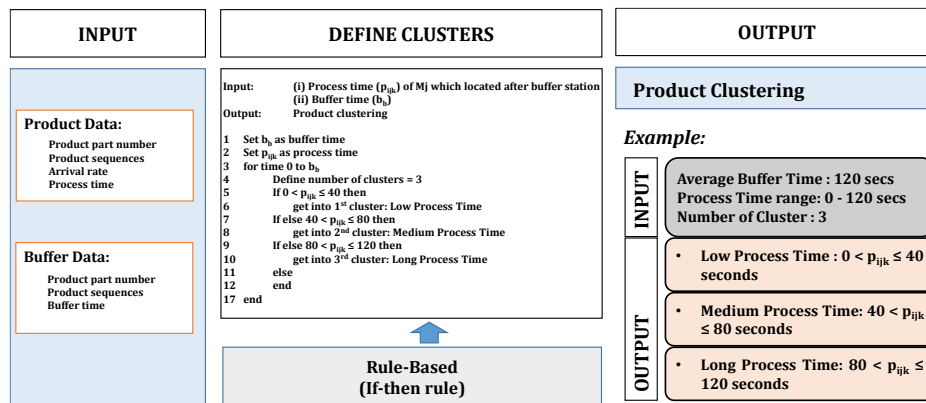 INPUT
Product Data:
Product part number
Product sequences
Arrival rate
Process time
Buffer Data:
Product part number
Product sequences
Buffer time
DEFINE CLUSTERS
Input: (i) Process time (pijk) of Mj which located after buffer station
(ii) Buffer time (bb)
Output: Product clustering
1 Set bb as buffer time
2 Set pijk as process time
3 for time 0 to bb
4 Define number of clusters = 3
5 If 0 < pijk ≤ 40 then
6 get into 1st cluster: Low Process Time
7 If else 40 < pijk ≤ 80 then
8 get into 2nd cluster: Medium Process Time
9 If else 80 < pijk ≤ 120 then
10 get into 3rd cluster: Long Process Time
11 else
12 end
17 end
Rule-Based
(If-then rule)
OUTPUT
Product Clustering
Example:
INPUT
Average Buffer Time : 120 secs
Process Time range: 0 - 120 secs
Number of Cluster : 3
OUTPUT
• Low Process Time : 0 < pijk ≤ 40
seconds
• Medium Process Time: 40 < pijk
≤ 80 seconds
• Long Process Time: 80 < pijk ≤
120 seconds